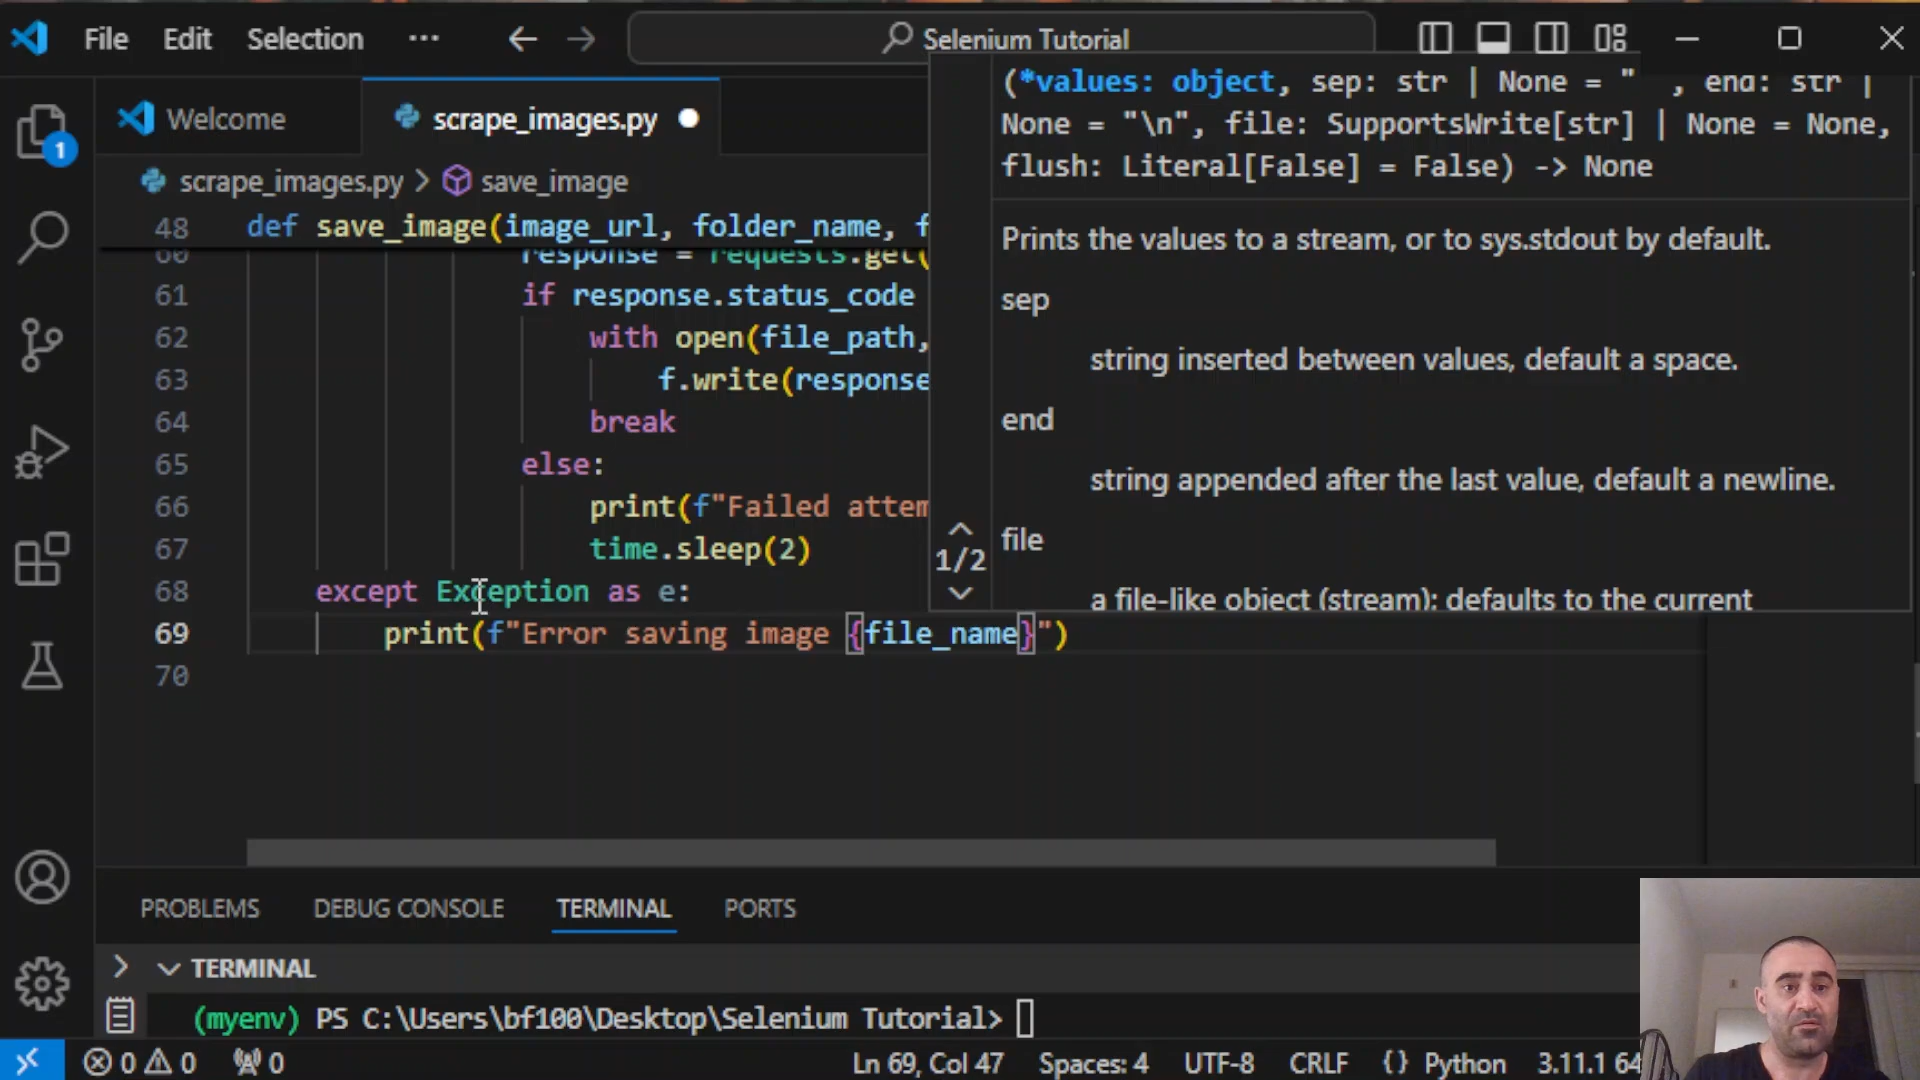 File Edit Selection ··· Selenium Tutorial
Welcome scrape_images.py
scrape_images.py > save_image
48 def save_image(image_url, folder_name, f
60 response = requests.get(
61 if response.status_code
62 with open(file_path,
63 f.write(response
64 break
65 else:
66 print(f"Failed attem
67 time.sleep(2)
68 except Exception as e:
69 print(f"Error saving image {file_name}")
70
(*values: object, sep: str | None = " , end: str |
None = "\n", file: SupportsWrite[str] | None = None,
flush: Literal[False] = False) -> None
Prints the values to a stream, or to sys.stdout by default.
sep
string inserted between values, default a space.
end
string appended after the last value, default a newline.
file
a file-like object (stream); defaults to the current
1/2
1
PROBLEMS DEBUG CONSOLE TERMINAL PORTS
TERMINAL
(myenv) PS C:\Users\bf100\Desktop\Selenium Tutorial>
0 0 0 Ln 69, Col 47 Spaces: 4 UTF-8 CRLF {} Python 3.11.1 64